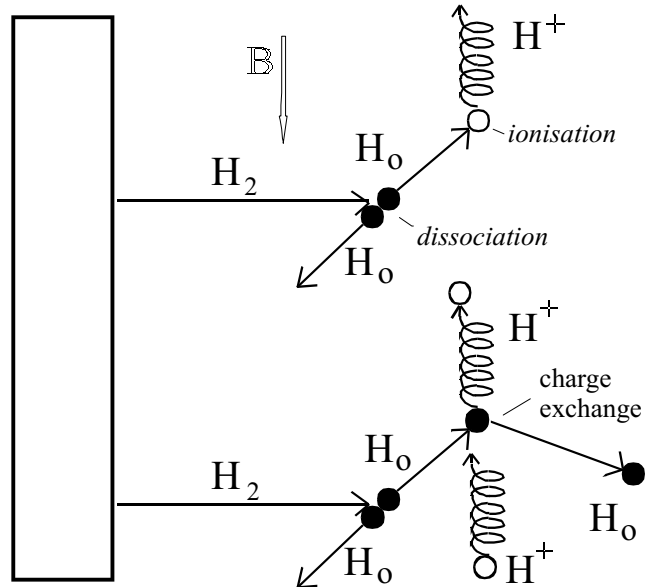 H+
B
ionisation
Ho
H2
dissociation
Ho
H+
charge
exchange
Ho
H2
Ho
Ho
H+